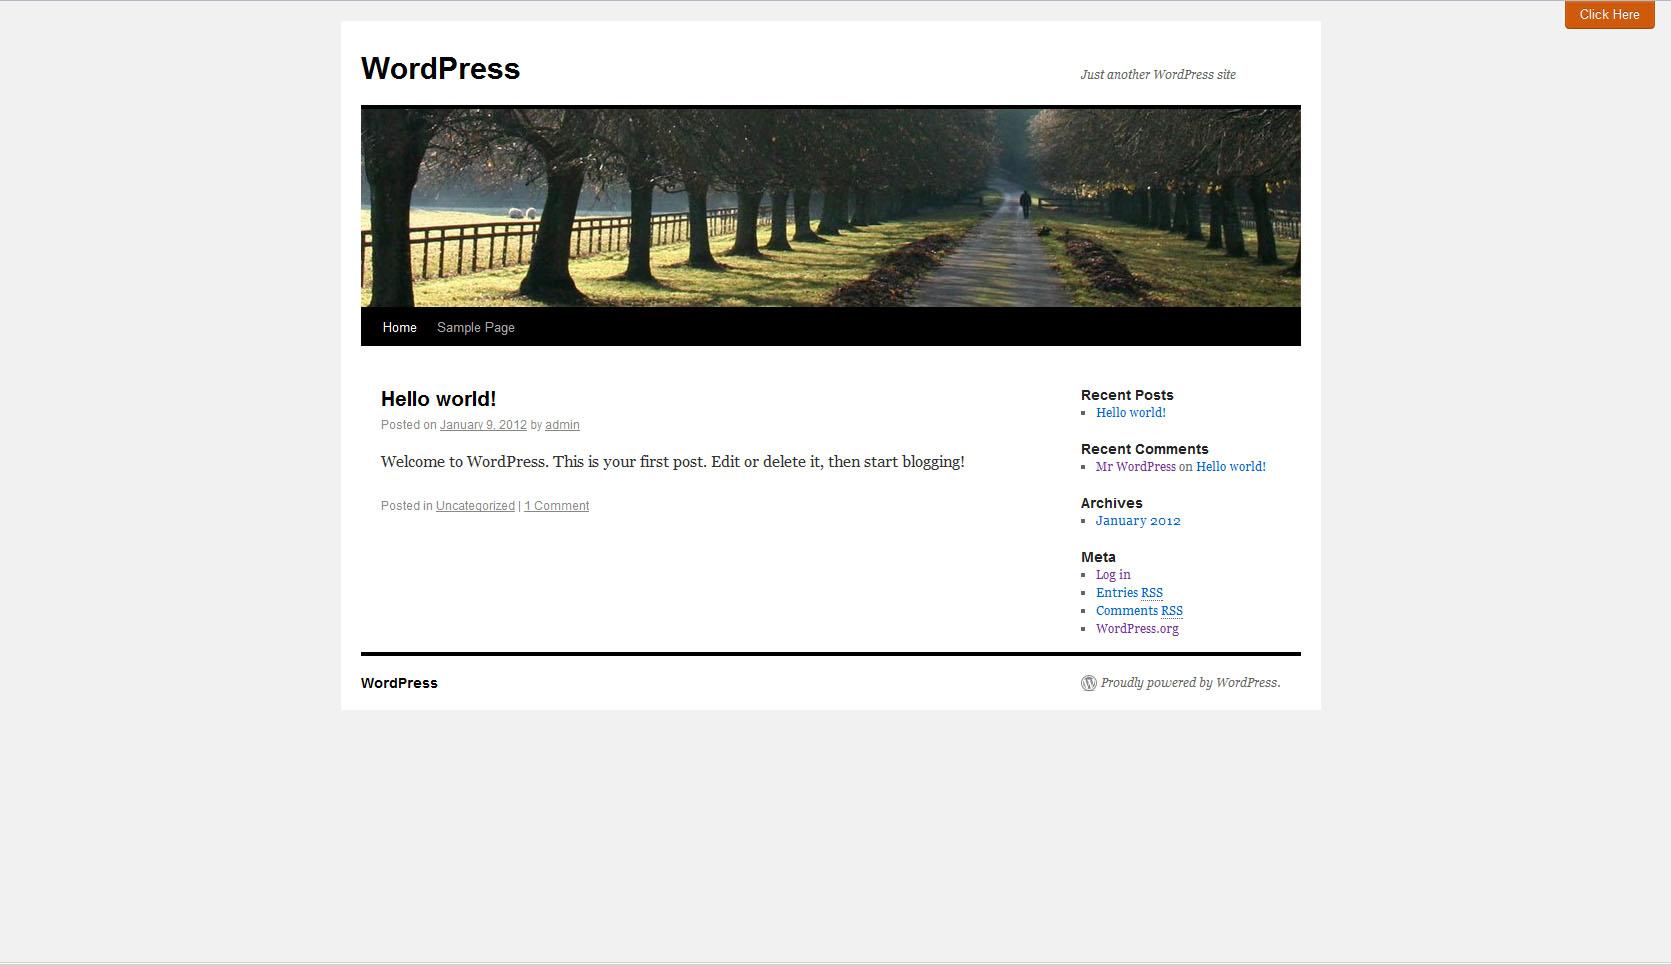 Click Here
WordPress
Just another WordPress site
Home Sample Page
Hello world!
Posted on January 9, 2012 by admin
Welcome to WordPress. This is your first post. Edit or delete it, then start blogging!
Posted in Uncategorized | 1 Comment
Recent Posts
Hello world!
Recent Comments
Mr WordPress on Hello world!
Archives
January 2012
Meta
Log in
Entries RSS
Comments RSS
WordPress.org
WordPress
Proudly powered by WordPress.